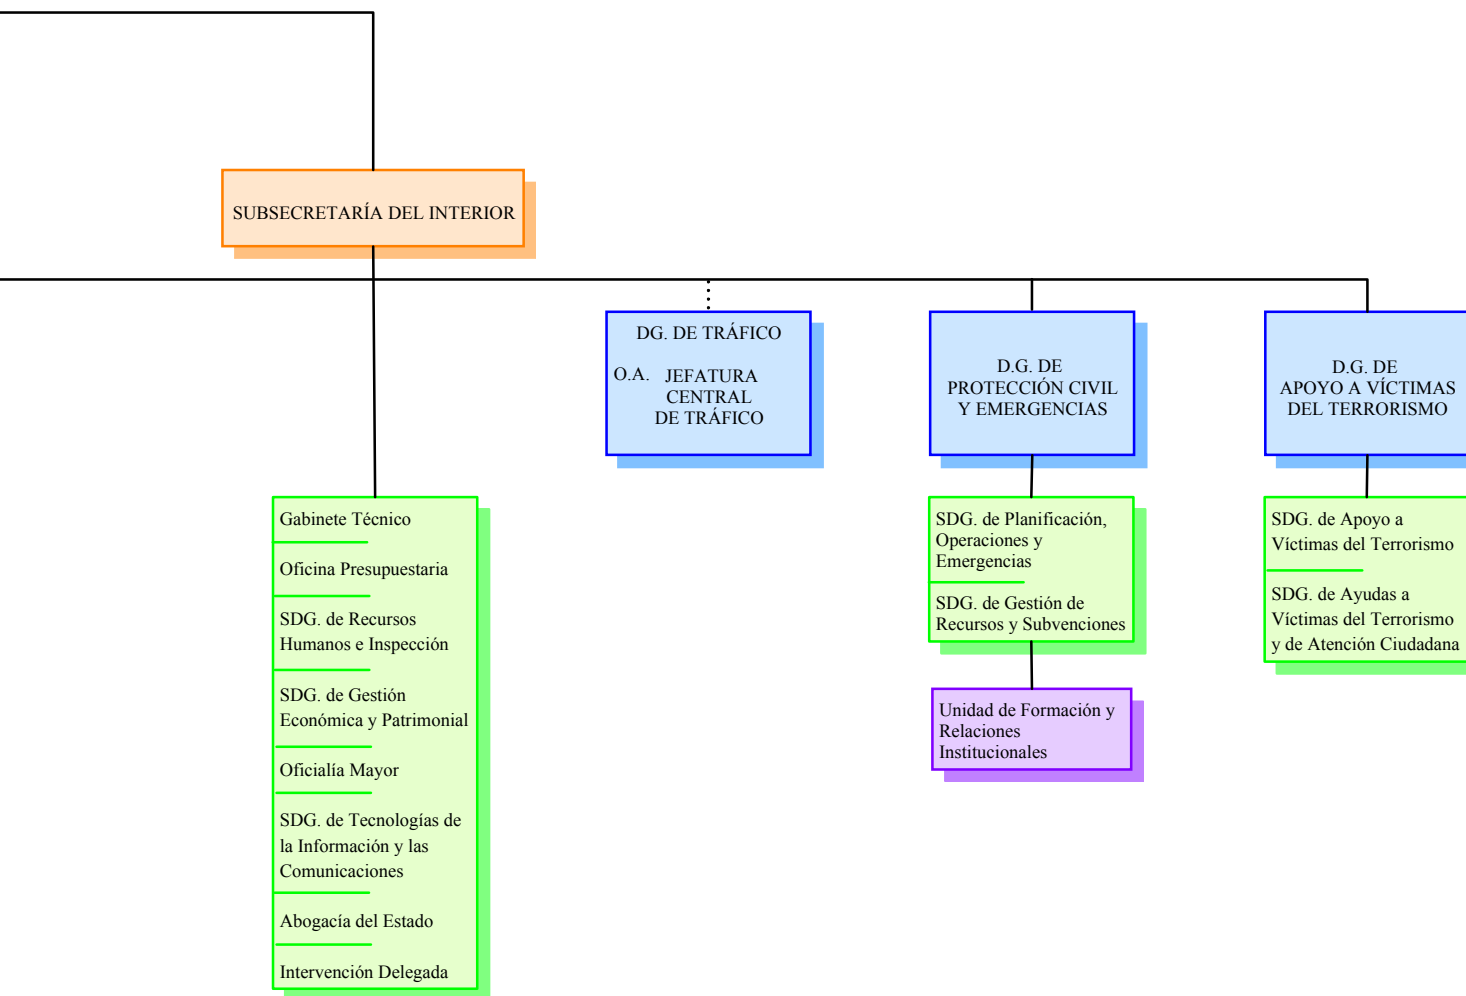 SUBSECRETARÍA DEL INTERIOR
DG. DE TRÁFICO
O.A. JEFATURA
CENTRAL
DE TRÁFICO
D.G. DE
PROTECCIÓN CIVIL
Y EMERGENCIAS
D.G. DE
APOYO A VÍCTIMAS
DEL TERRORISMO
Gabinete Técnico
Oficina Presupuestaria
SDG. de Recursos
Humanos e Inspección
SDG. de Gestión
Económica y Patrimonial
Oficialía Mayor
SDG. de Tecnologías de
la Información y las
Comunicaciones
Abogacía del Estado
Intervención Delegada
SDG. de Planificación,
Operaciones y
Emergencias
SDG. de Gestión de
Recursos y Subvenciones
Unidad de Formación y
Relaciones
Institucionales
SDG. de Apoyo a
Víctimas del Terrorismo
SDG. de Ayudas a
Víctimas del Terrorismo
y de Atención Ciudadana